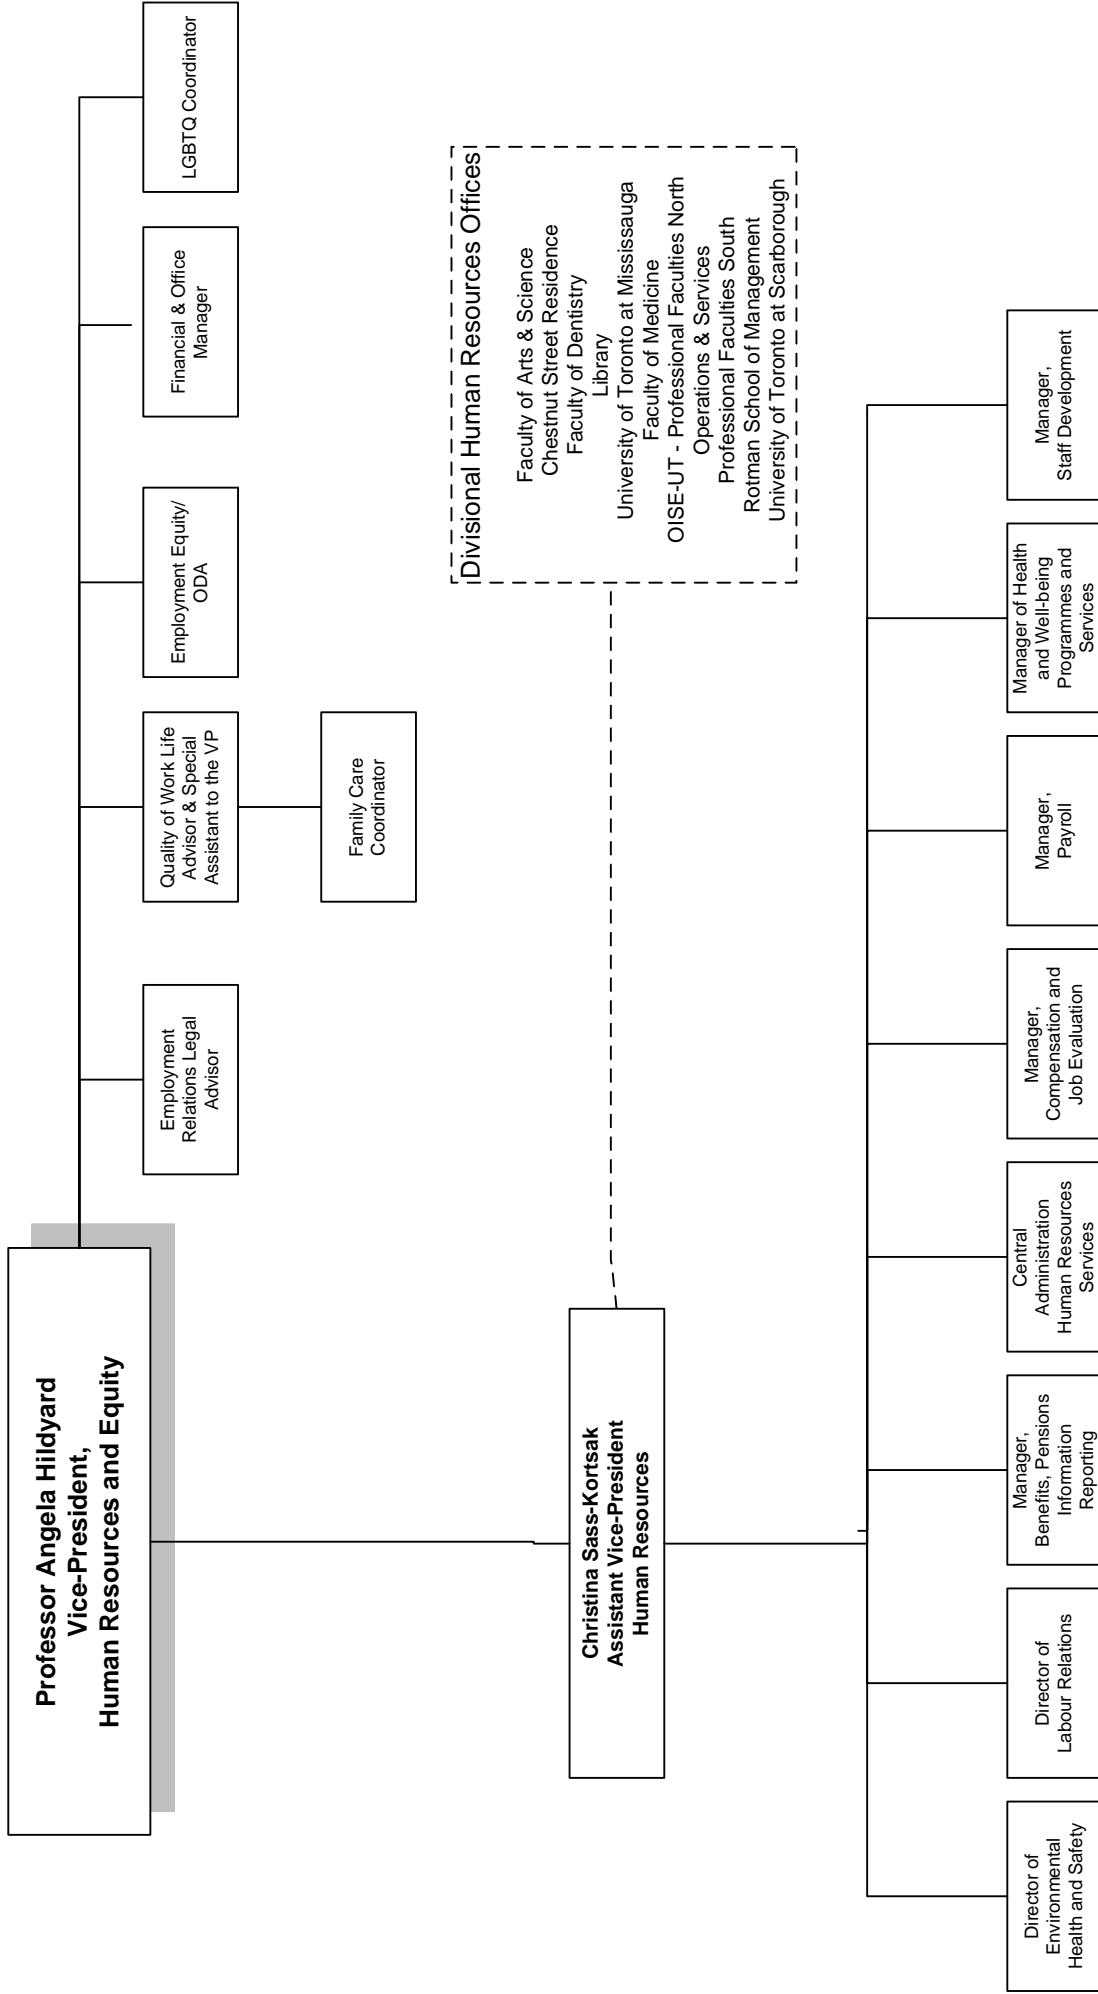 Professor Angela Hildyard
Vice-President,
Human Resources and Equity
Employment
Relations Legal
Advisor
Quality of Work Life
Advisor & Special
Assistant to the VP
Employment Equity/
ODA
Financial & Office
Manager
LGBTQ Coordinator
Family Care
Coordinator
Divisional Human Resources Offices
Faculty of Arts & Science
Chestnut Street Residence
Faculty of Dentistry
Library
University of Toronto at Mississauga
Faculty of Medicine
OISE-UT - Professional Faculties North
Operations & Services
Professional Faculties South
Rotman School of Management
University of Toronto at Scarborough
Christina Sass-Kortsak
Assistant Vice-President
Human Resources
Director of
Environmental
Health and Safety
Director of
Labour Relations
Manager,
Benefits, Pensions
Information
Reporting
Central
Administration
Human Resources
Services
Manager,
Compensation and
Job Evaluation
Manager,
Payroll
Manager of Health
and Well-being
Programmes and
Services
Manager,
Staff Development